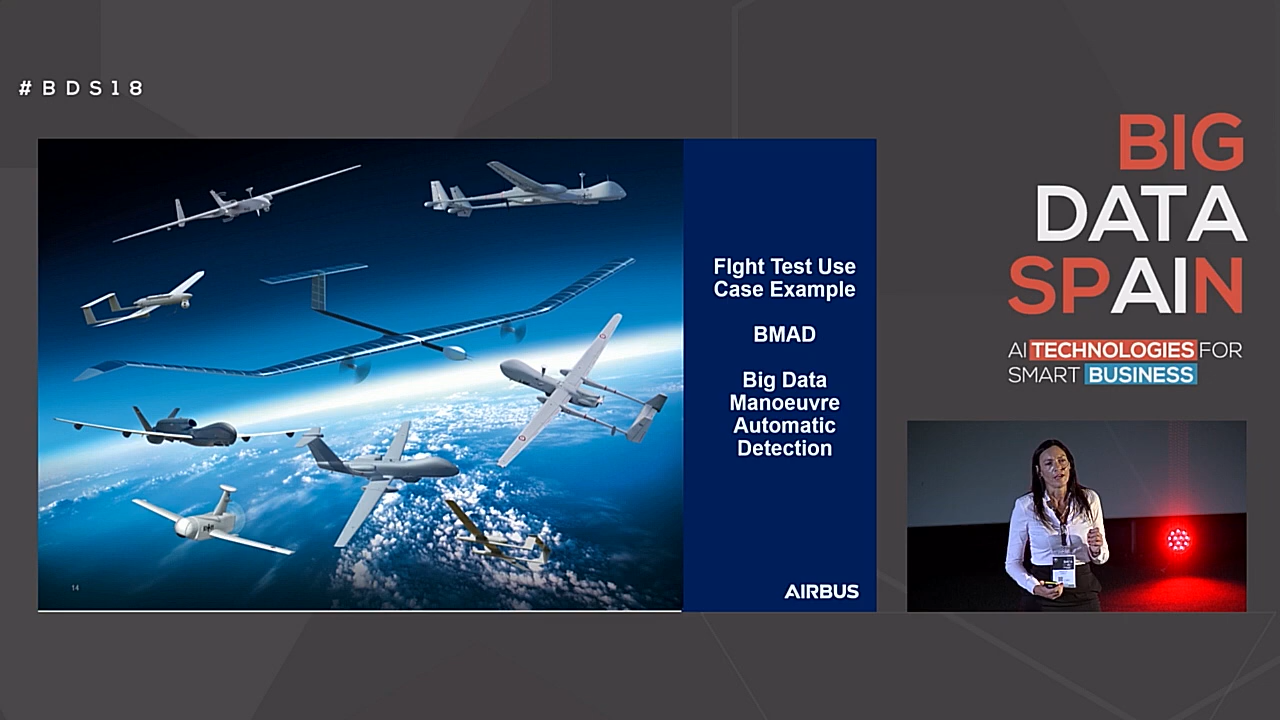 #BDS18
FIght Test Use
Case Example
BMAD
Big Data
Manoeuvre
Automatic
Detection
14
AIRBUS
BIG
DATA
SPAIN
AI TECHNOLOGIES FOR
SMART BUSINESS